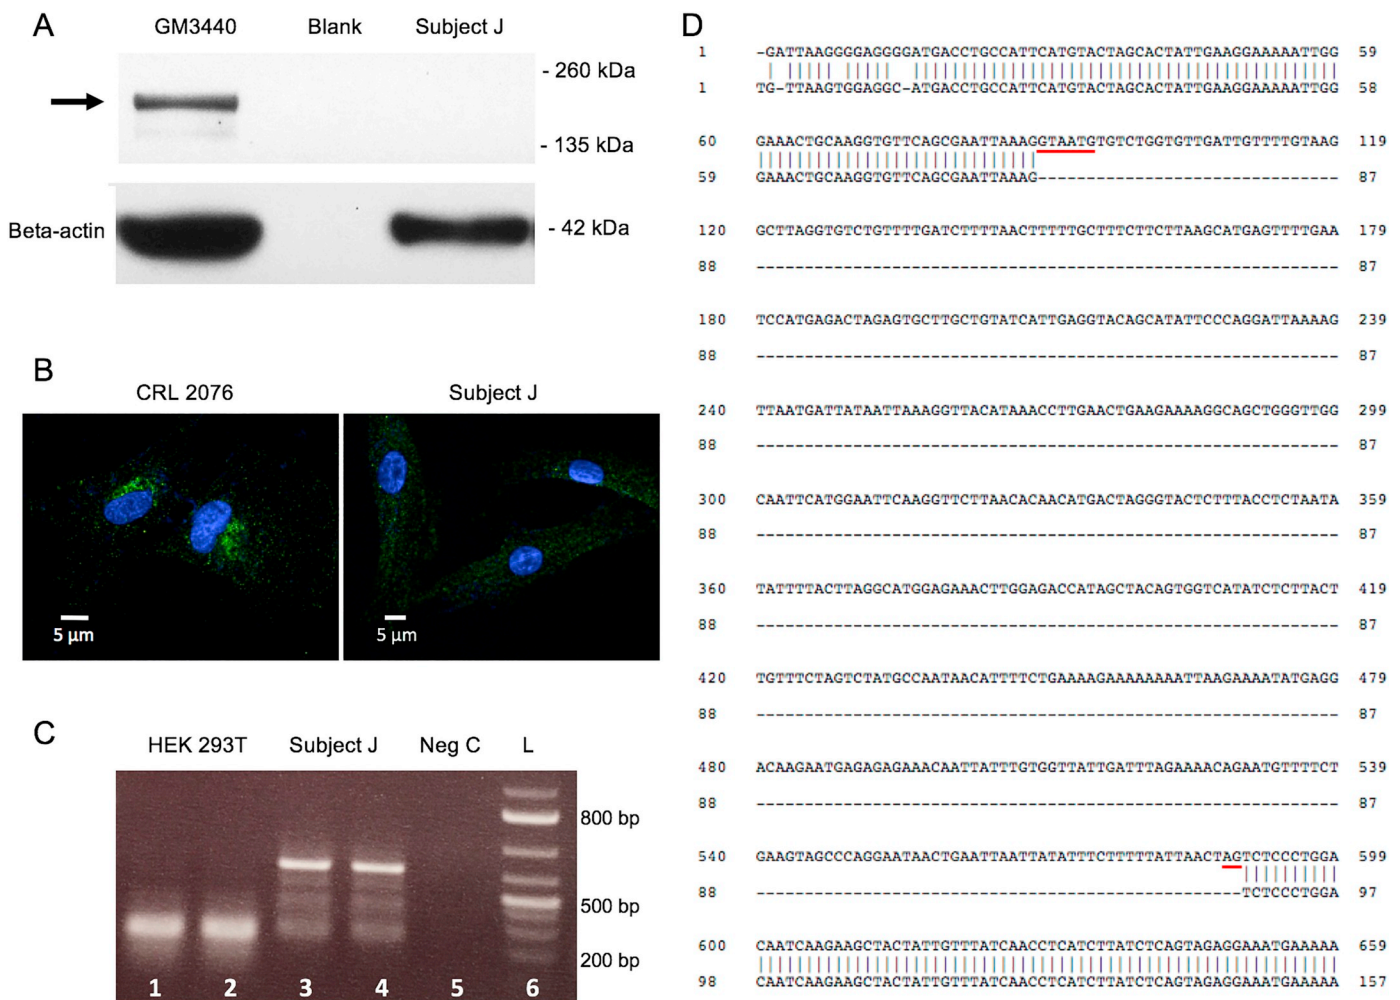 A
GM3440 Blank Subject J
- 260 kDa
- 135 kDa
Beta-actin
- 42 kDa
B
CRL 2076 Subject J
5 µm 5 µm
C
HEK 293T Subject J Neg C L
800 bp
500 bp
200 bp
1 2 3 4 5 6
D
1 -GATTAAGGGGAGGGGATGACCTGCCATTCATGTACTAGCACTATTGAAGGAAAAATTGG 59
1 TG-TTAAGTGGAGGC-ATGACCTGCCATTCATGTACTAGCACTATTGAAGGAAAAATTGG 58
60 GAAACTGCAAGGTGTTCAGCGAATTAAAGGTAATGTGTCTGGTGTTGATTGTTTTGTAAG 119
59 GAAACTGCAAGGTGTTCAGCGAATTAAAG------------------------------- 87
120 GCTTAGGTGTCTGTTTTGATCTTTTAACTTTTTGCTTTCTTCTTAAGCATGAGTTTTGAA 179
88 ------------------------------------------------------------ 87
180 TCCATGAGACTAGAGTGCTTGCTGTATCATTGAGGTACAGCATATTCCCAGGATTAAAAG 239
88 ------------------------------------------------------------ 87
240 TTAATGATTATAATTAAAGGTTACATAAACCTTGAACTGAAGAAAAGGCAGCTGGGTTGG 299
88 ------------------------------------------------------------ 87
300 CAATTCATGGAATTCAAGGTTCTTAACACAACATGACTAGGGTACTCTTTACCTCTAATA 359
88 ------------------------------------------------------------ 87
360 TATTTTACTTAGGCATGGAGAAACTTGGAGACCATAGCTACAGTGGTCATATCTCTTACT 419
88 ------------------------------------------------------------ 87
420 TGTTTCTAGTCTATGCCAATAACATTTTCTGAAAAGAAAAAAAATTAAGAAAATATGAGG 479
88 ------------------------------------------------------------ 87
480 ACAAGAATGAGAGAGAAACAATTATTTGTGGTTATTGATTTAGAAAACAGAATGTTTTCT 539
88 ------------------------------------------------------------ 87
540 GAAGTAGCCCAGGAATAACTGAATTAATTATATTTCTTTTTATTAACTAGTCTCCCTGGA 599
88 --------------------------------------------------TCTCCCTGGA 97
600 CAATCAAGAAGCTACTATTGTTTATCAACCTCATCTTATCTCAGTAGAGGAAATGAAAAA 659
98 CAATCAAGAAGCTACTATTGTTTATCAACCTCATCTTATCTCAGTAGAGGAAATGAAAAA 157